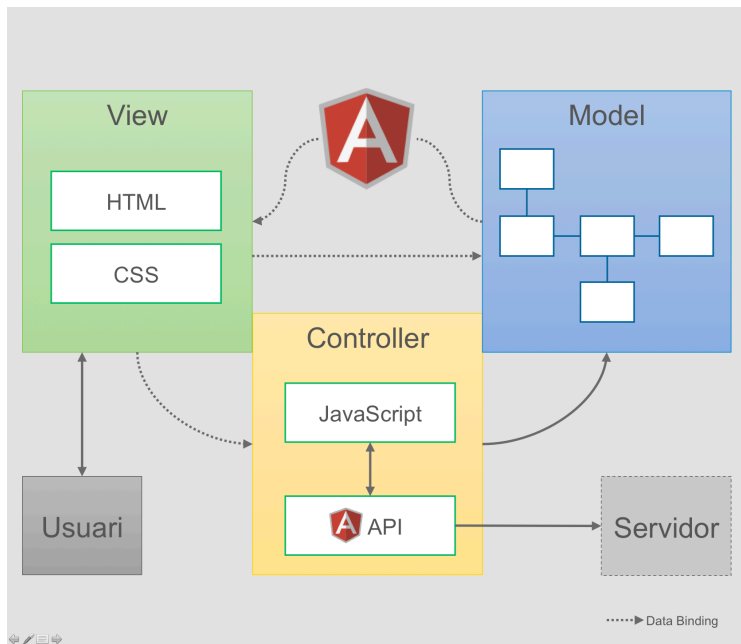 View
Model
HTML
CSS
Controller
JavaScript
API
Usuari
Servidor
Data Binding